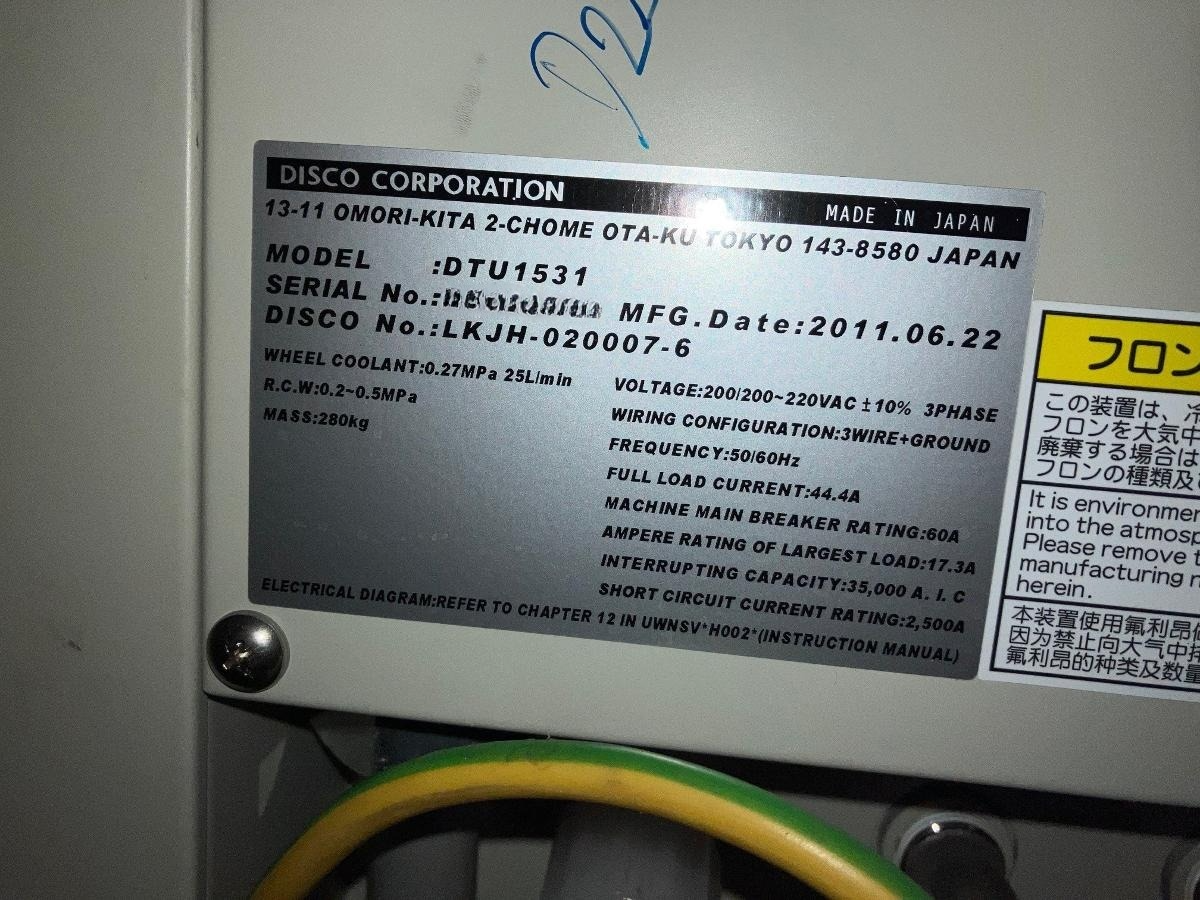 DISCO CORPORATION
MADE IN JAPAN
13-11 OMORI-KITA 2-CHOME OTA-KU TOKYO 143-8580 JAPAN
MODEL :DTU1531
SERIAL No.: MFG.Date:2011.06.22
DISCO No.:LKJH-020007-6
WHEEL COOLANT:0.27MPa 25L/min
R.C.W:0.2~0.5MPa
MASS:280kg
VOLTAGE:200/200~220VAC ±10% 3PHASE
WIRING CONFIGURATION:3WIRE+GROUND
FREQUENCY:50/60Hz
FULL LOAD CURRENT:44.4A
MACHINE MAIN BREAKER RATING:60A
AMPERE RATING OF LARGEST LOAD:17.3A
INTERRUPTING CAPACITY:35,000 A. I. C
SHORT CIRCUIT CURRENT RATING:2,500A
ELECTRICAL DIAGRAM:REFER TO CHAPTER 12 IN UWNSV*H002*(INSTRUCTION MANUAL)
フロン
この装置は、冷
フロンを大気中
廃棄する場合は
フロンの種類及び
It is environme
into the atmosp
Please remove t
manufacturing n
herein.
本装置使用氟利昂
因为禁止向大气中排
氟利昂的种类及数量